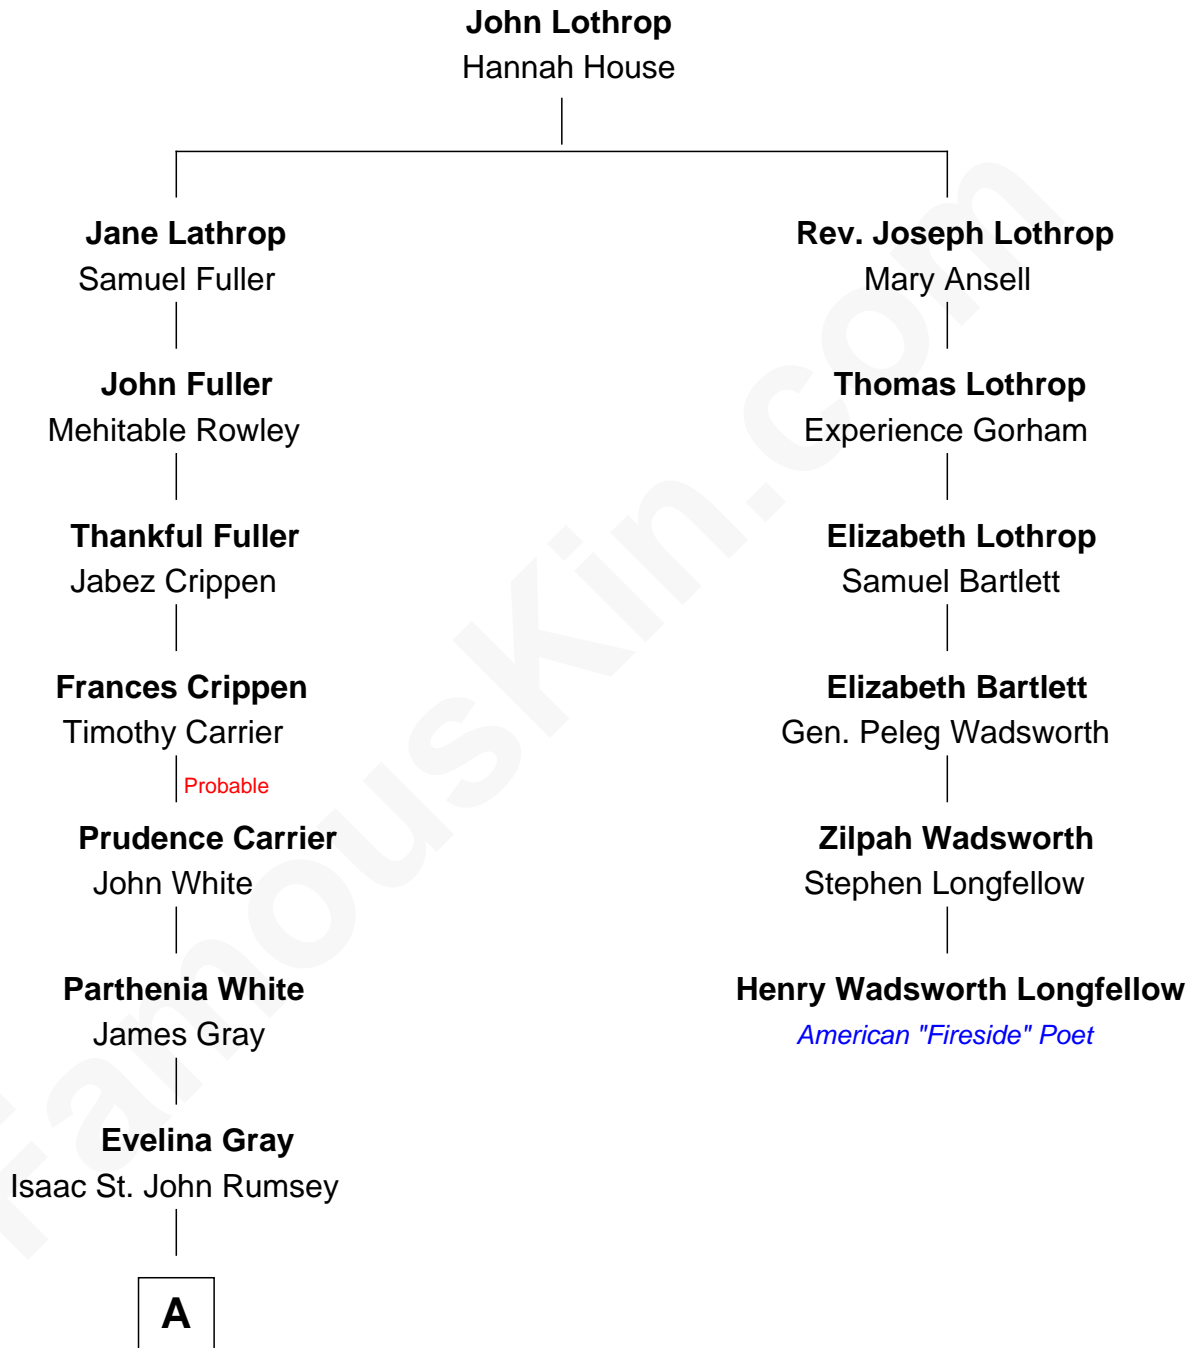 John Lothrop
Hannah House
Jane Lathrop
Samuel Fuller
John Fuller
Mehitable Rowley
Thankful Fuller
Jabez Crippen
Frances Crippen
Timothy Carrier
Probable
Prudence Carrier
John White
Parthenia White
James Gray
Evelina Gray
Isaac St. John Rumsey
A
Rev. Joseph Lothrop
Mary Ansell
Thomas Lothrop
Experience Gorham
Elizabeth Lothrop
Samuel Bartlett
Elizabeth Bartlett
Gen. Peleg Wadsworth
Zilpah Wadsworth
Stephen Longfellow
Henry Wadsworth Longfellow
American "Fireside" Poet
FamousKin.com